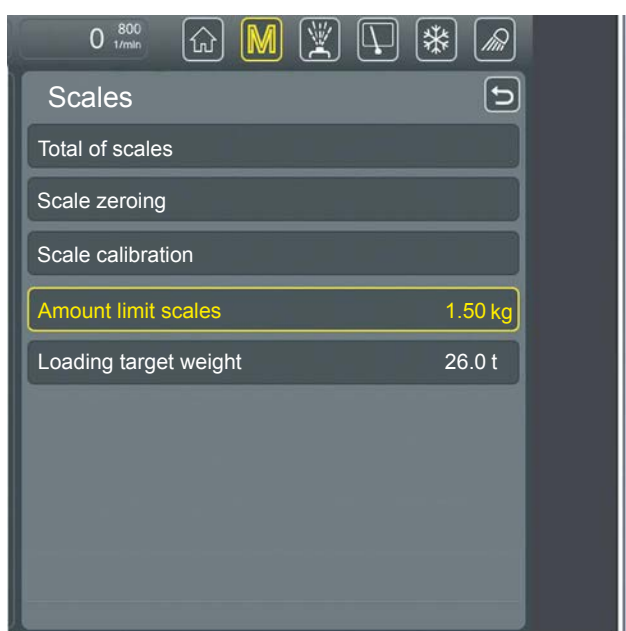 0 800 1/min M
Scales
Total of scales
Scale zeroing
Scale calibration
Amount limit scales 1.50 kg
Loading target weight 26.0 t